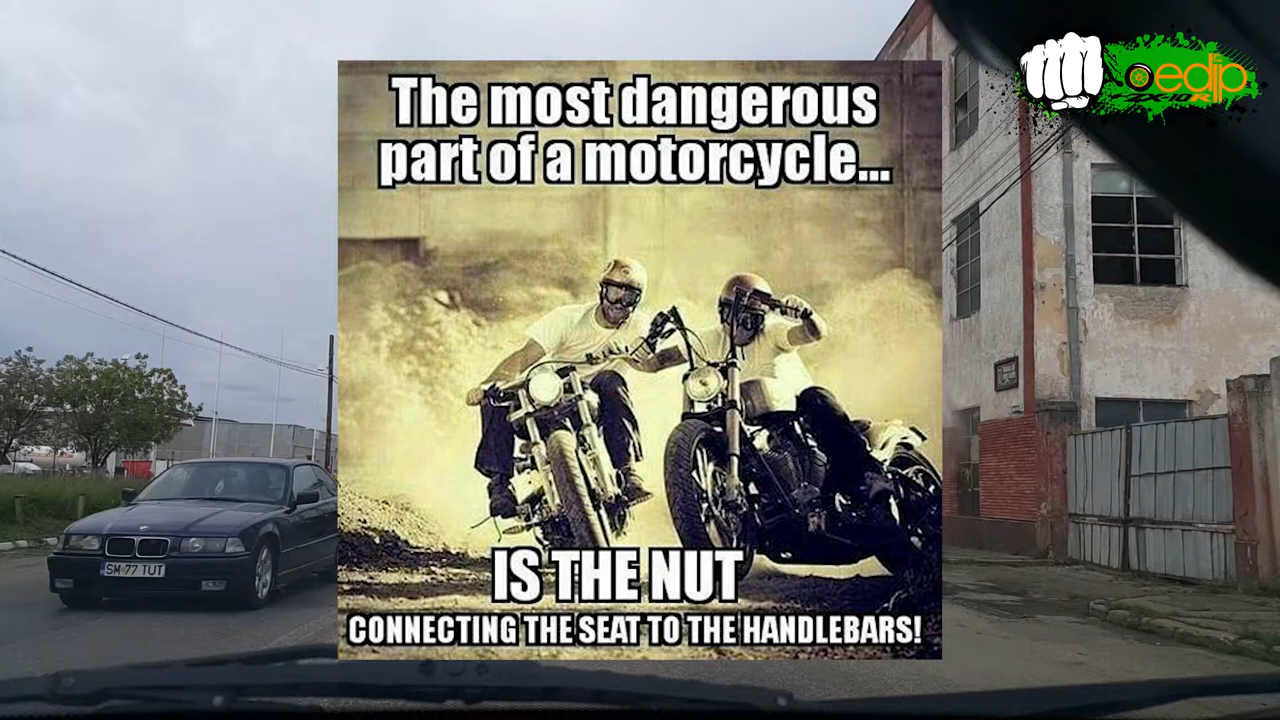 The most dangerous
part of a motorcycle...
IS THE NUT
CONNECTING THE SEAT TO THE HANDLEBARS!
SM 77 TUT
oedip